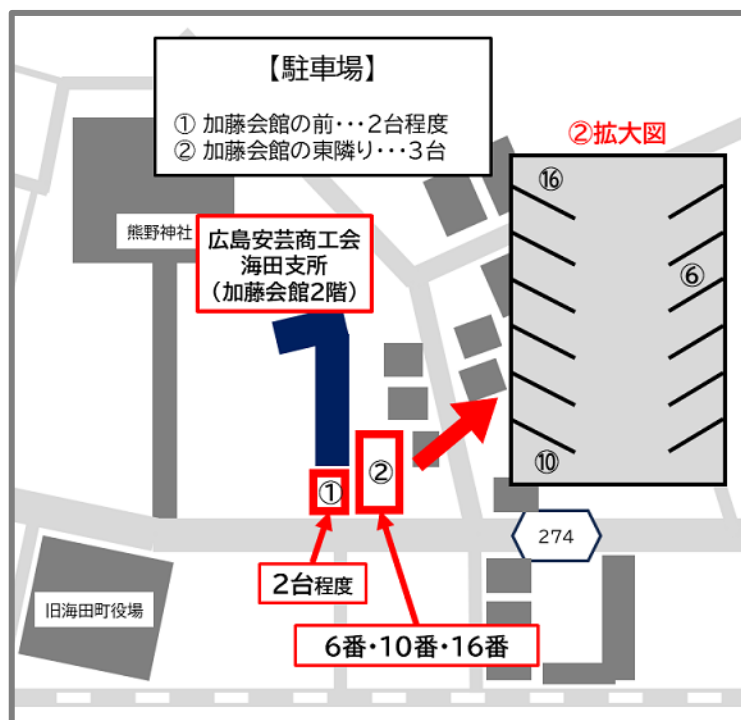 【駐車場】
① 加藤会館の前･･･2台程度
② 加藤会館の東隣り･･･3台
②拡大図
⑯
⑥
⑩
熊野神社
広島安芸商工会
海田支所
（加藤会館2階）
①
②
274
2台程度
6番･10番･16番
旧海田町役場